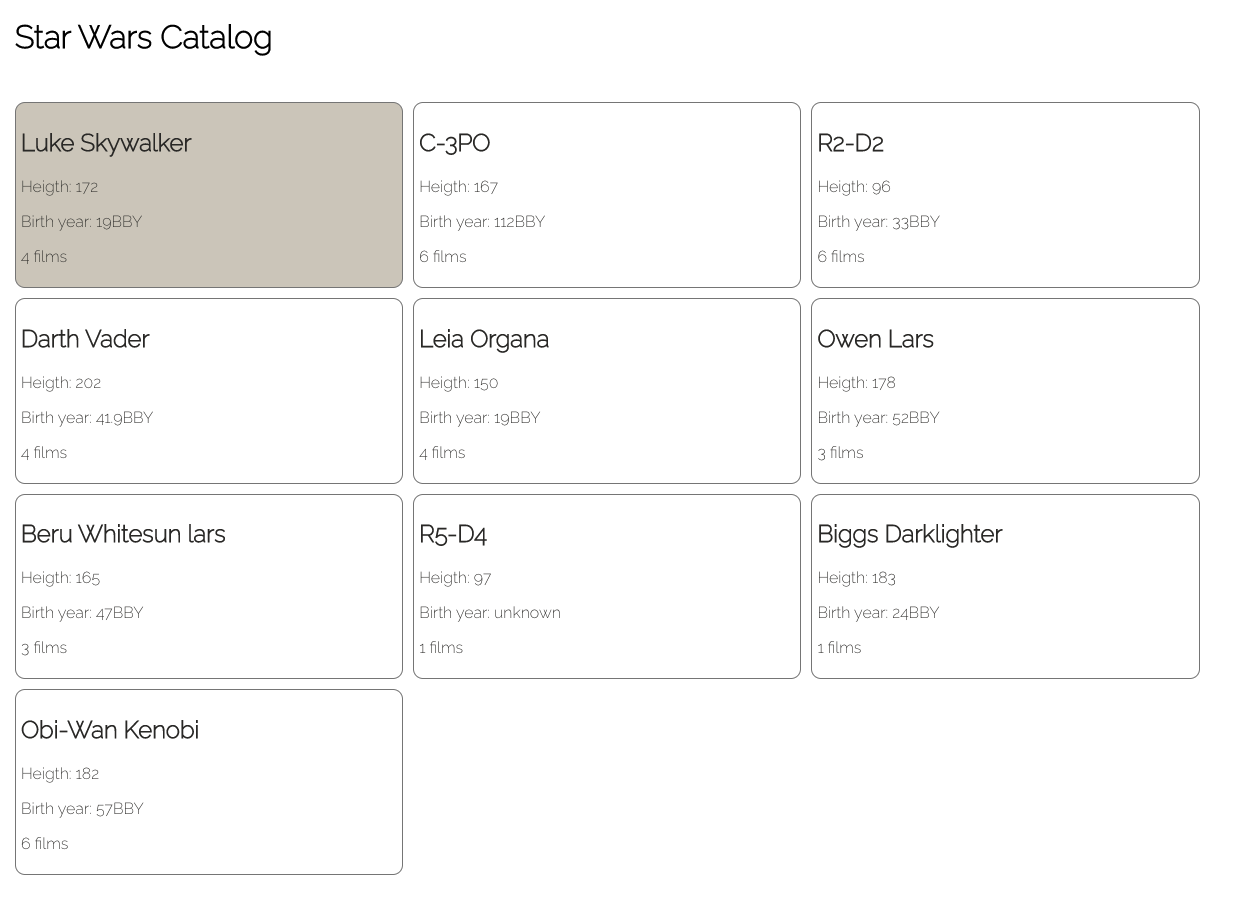 Star Wars Catalog
Luke Skywalker
Heigth: 172
Birth year: 19BBY
4 films
C-3PO
Heigth: 167
Birth year: 112BBY
6 films
R2-D2
Heigth: 96
Birth year: 33BBY
6 films
Darth Vader
Heigth: 202
Birth year: 41.9BBY
4 films
Leia Organa
Heigth: 150
Birth year: 19BBY
4 films
Owen Lars
Heigth: 178
Birth year: 52BBY
3 films
Beru Whitesun lars
Heigth: 165
Birth year: 47BBY
3 films
R5-D4
Heigth: 97
Birth year: unknown
1 films
Biggs Darklighter
Heigth: 183
Birth year: 24BBY
1 films
Obi-Wan Kenobi
Heigth: 182
Birth year: 57BBY
6 films